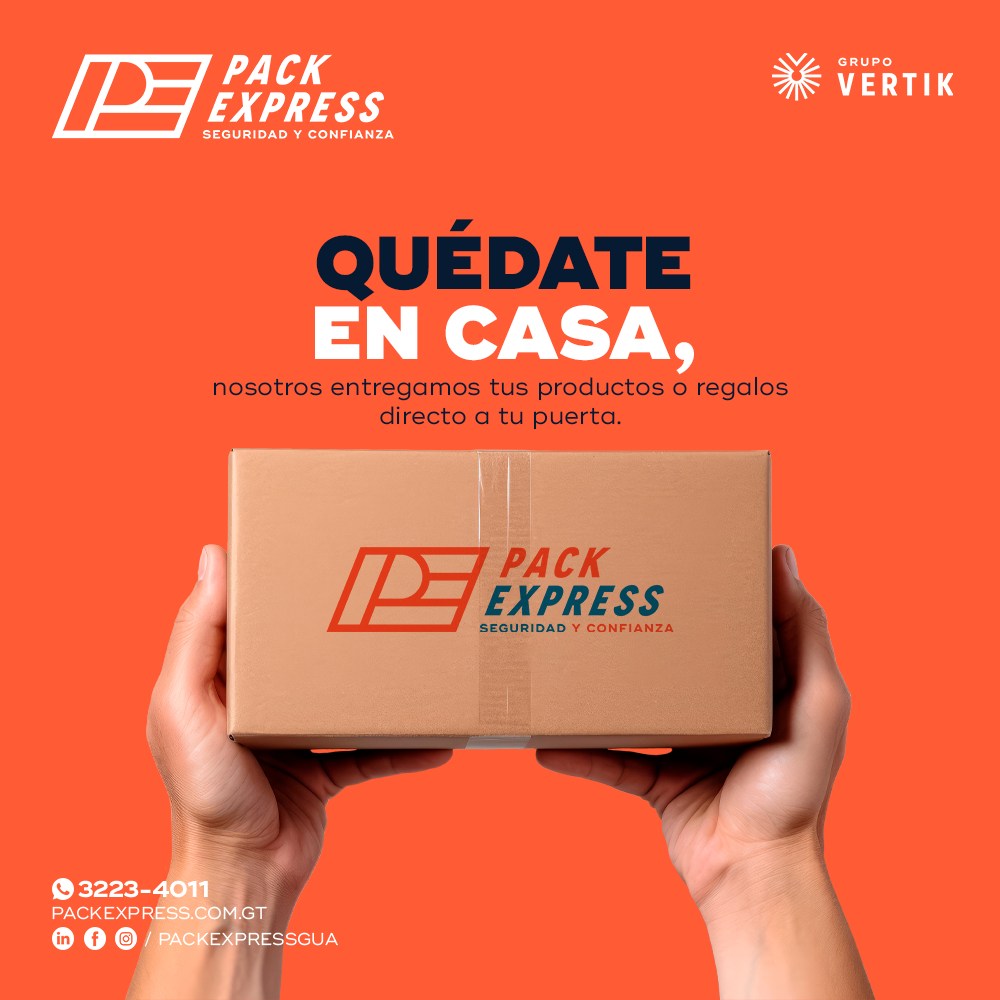 PACK
EXPRESS
SEGURIDAD Y CONFIANZA
GRUPO
VERTIK
QUÉDATE
EN CASA,
nosotros entregamos tus productos o regalos
directo a tu puerta.
PACK
EXPRESS
SEGURIDAD Y CONFIANZA
3223-4011
PACKEXPRESS.COM.GT
/ PACKEXPRESSGUA